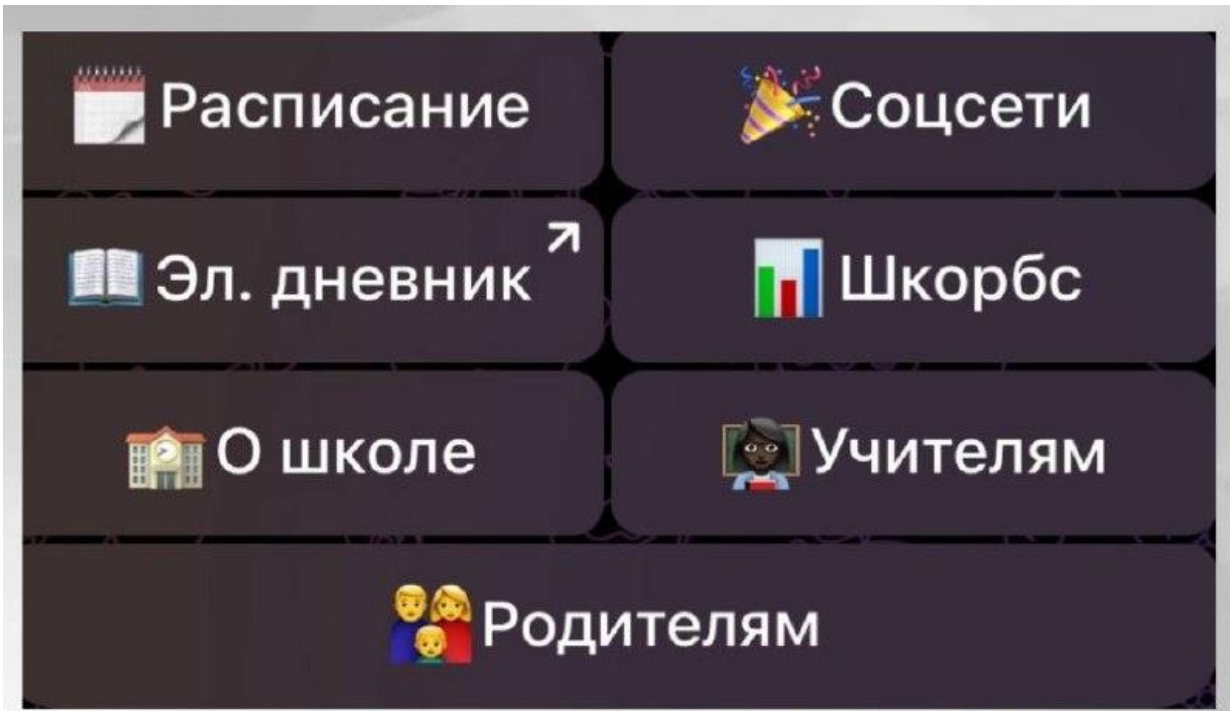 Расписание
Соцсети
Эл. дневник
Шкорбс
О школе
Учителям
Родителям